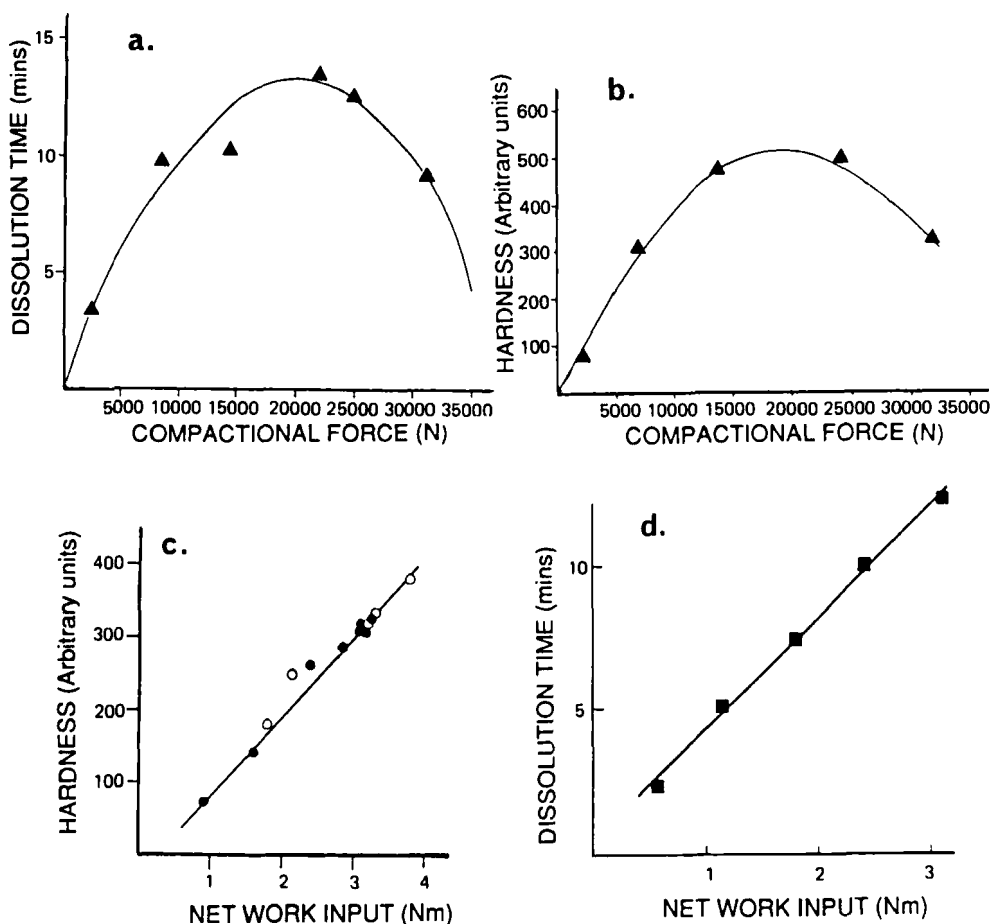 a.
DISSOLUTION TIME (mins)
15
10
5
5000 10000 15000 20000 25000 30000 35000
COMPACTIONAL FORCE (N)
b.
HARDNESS (Arbitrary units)
600
500
400
300
200
100
5000 10000 15000 20000 25000 30000 35000
COMPACTIONAL FORCE (N)
c.
HARDNESS (Arbitrary units)
400
300
200
100
1 2 3 4
NET WORK INPUT (Nm)
d.
DISSOLUTION TIME (mins)
10
5
1 2 3
NET WORK INPUT (Nm)